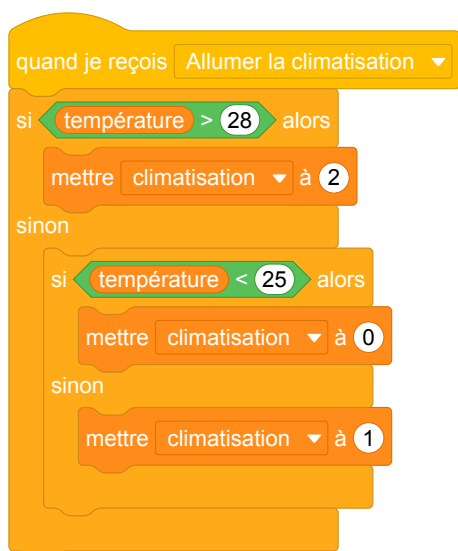 quand je reçois Allumer la climatisation
si température > 28 alors
mettre climatisation à 2
sinon
si température < 25 alors
mettre climatisation à 0
sinon
mettre climatisation à 1